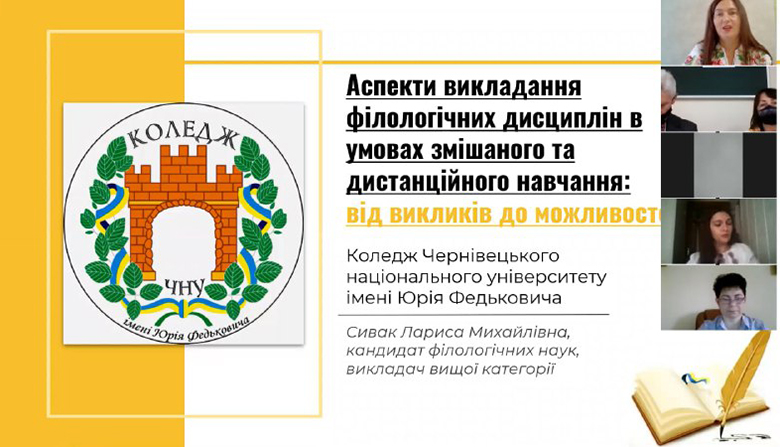 КОЛЕДЖ
ЧНУ
імені Юрія Федьковича
Аспекти викладання
філологічних дисциплін в
умовах змішаного та
дистанційного навчання:
від викликів до можливост
Коледж Чернівецького
національного університету
імені Юрія Федьковича
Сивак Лариса Михайлівна,
кандидат філологічних наук,
викладач вищої категорії